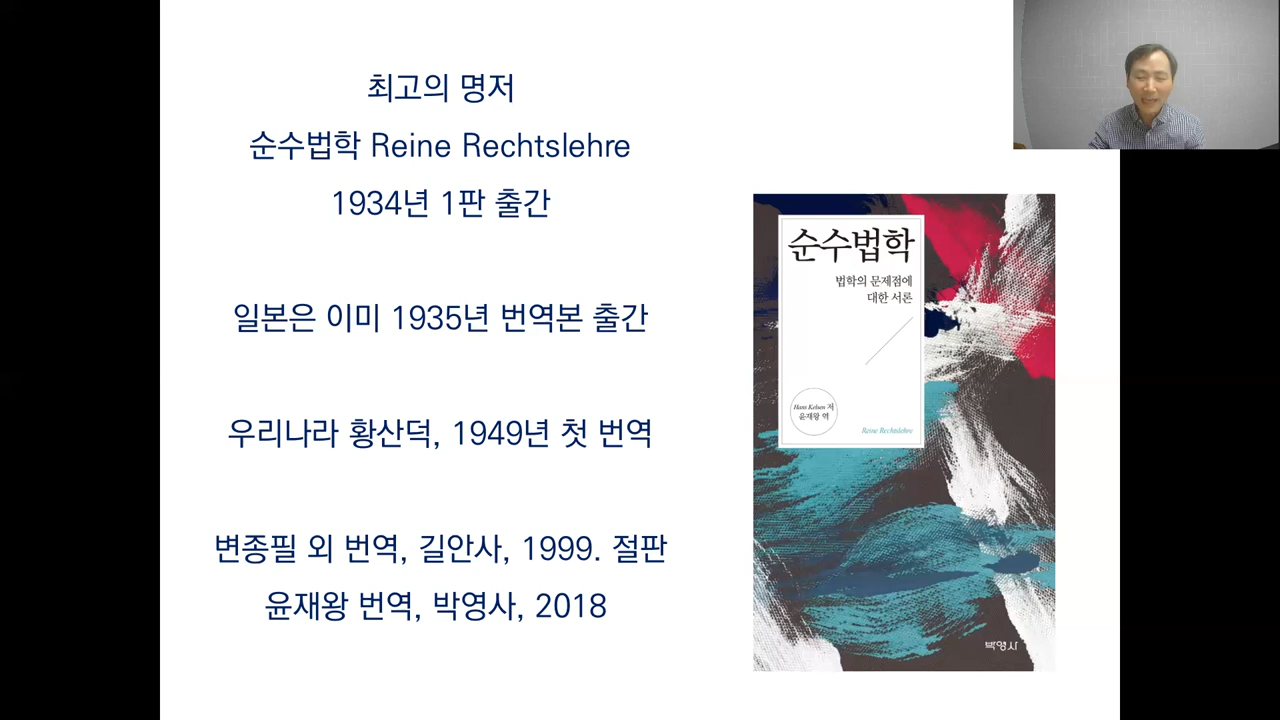 최고의 명저
순수법학 Reine Rechtslehre
1934년 1판 출간
일본은 이미 1935년 번역본 출간
우리나라 황산덕, 1949년 첫 번역
변종필 외 번역, 길안사, 1999. 절판
윤재왕 번역, 박영사, 2018
순수법학
법학의 문제점에
대한 서론
Hans Kelsen 저
윤재왕 역
Reine Rechtslehre
박영사